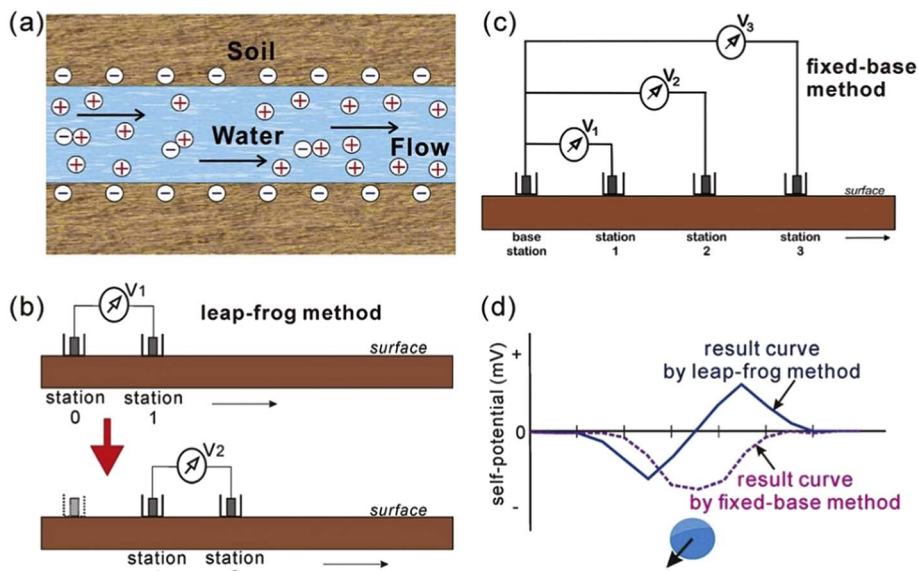 (a)
Soil
Water
Flow
(b)
V1
leap-frog method
surface
station
0
station
1
V2
surface
station
station
(c)
V3
fixed-base
method
V2
V1
surface
base
station
station
1
station
2
station
3
(d)
+
0
-
self-potential (mV)
result curve
by leap-frog method
result curve
by fixed-base method